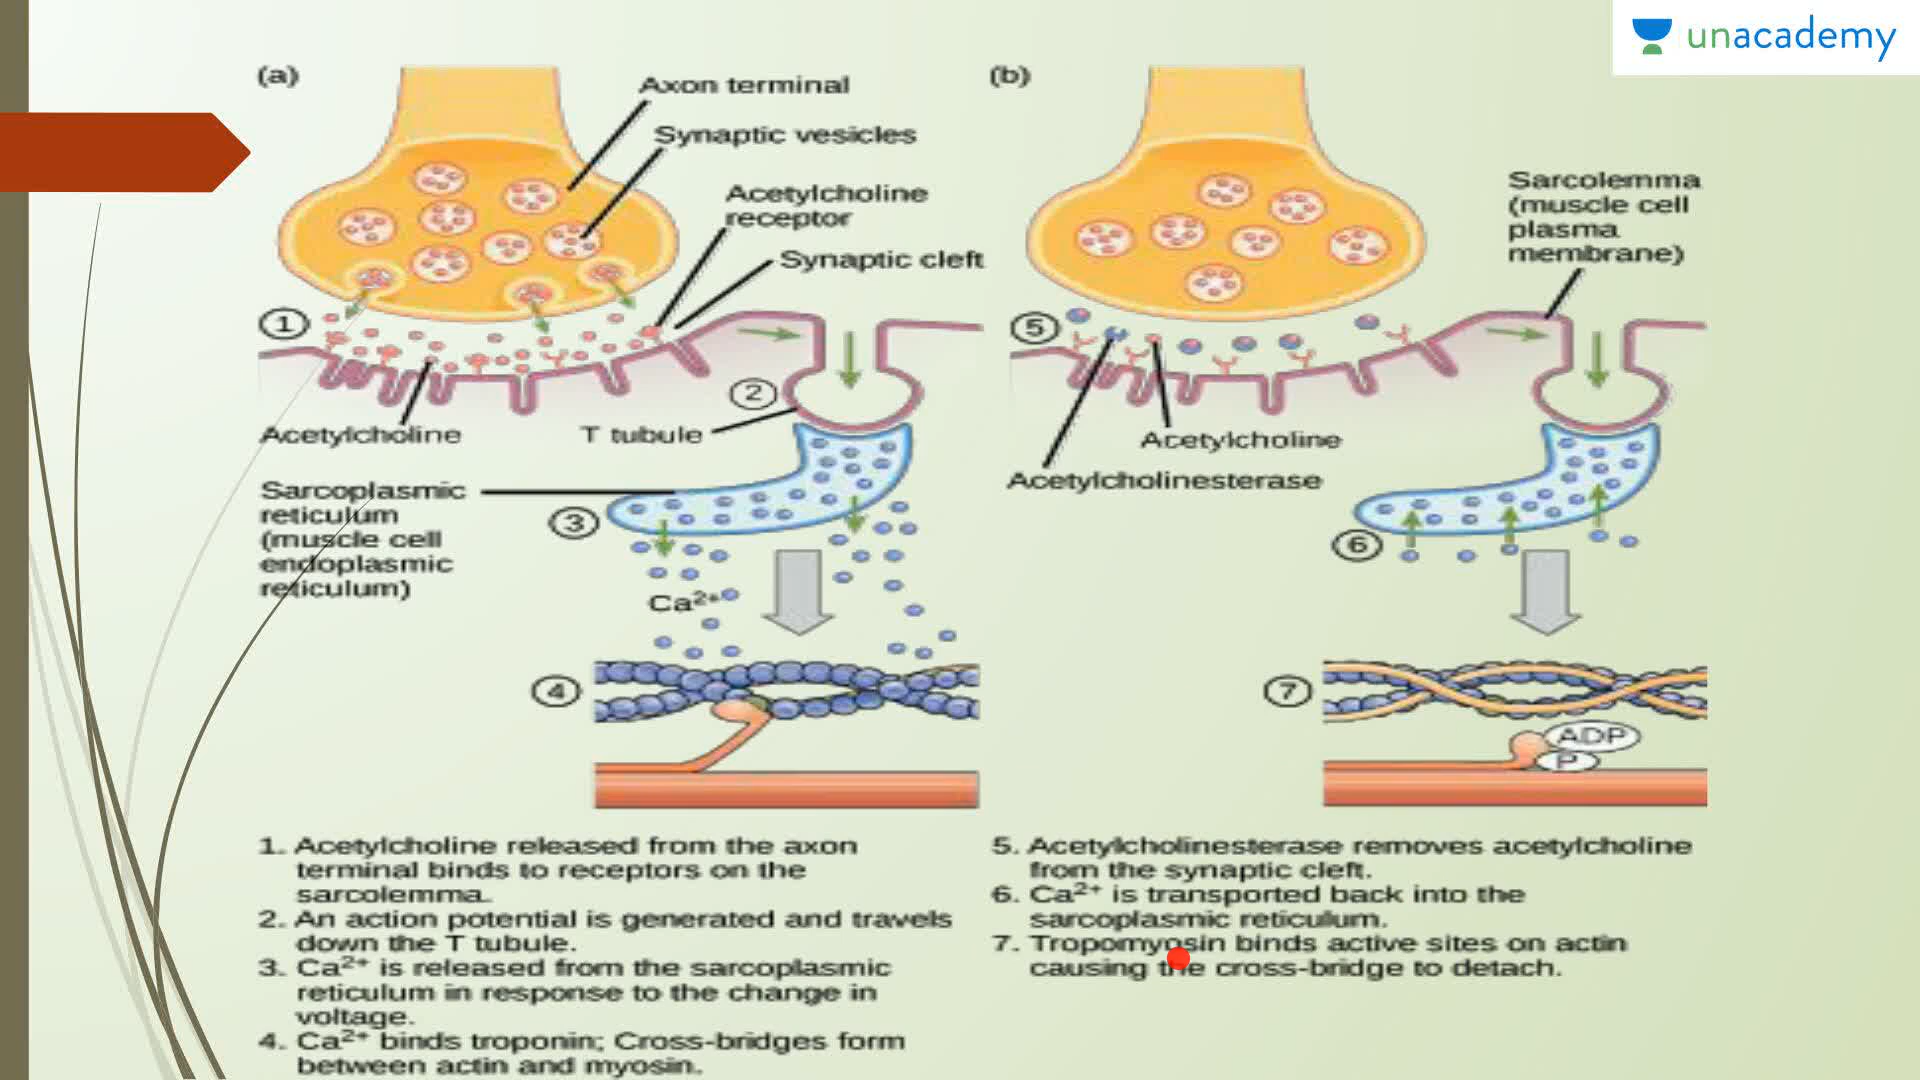 unacademy
(a)
Axon terminal
Synaptic vesicles
Acetylcholine
receptor
Synaptic cleft
1
2
Acetylcholine
T tubule
Sarcoplasmic
reticulum
(muscle cell
endoplasmic
reticulum)
3
Ca²⁺
4
(b)
Sarcolemma
(muscle cell
plasma
membrane)
5
Acetylcholine
Acetylcholinesterase
6
7
ADP
P
1. Acetylcholine released from the axon
terminal binds to receptors on the
sarcolemma.
2. An action potential is generated and travels
down the T tubule.
3. Ca²⁺ is released from the sarcoplasmic
reticulum in response to the change in
voltage.
4. Ca²⁺ binds troponin; Cross-bridges form
between actin and myosin.
5. Acetylcholinesterase removes acetylcholine
from the synaptic cleft.
6. Ca²⁺ is transported back into the
sarcoplasmic reticulum.
7. Tropomyosin binds active sites on actin
causing the cross-bridge to detach.